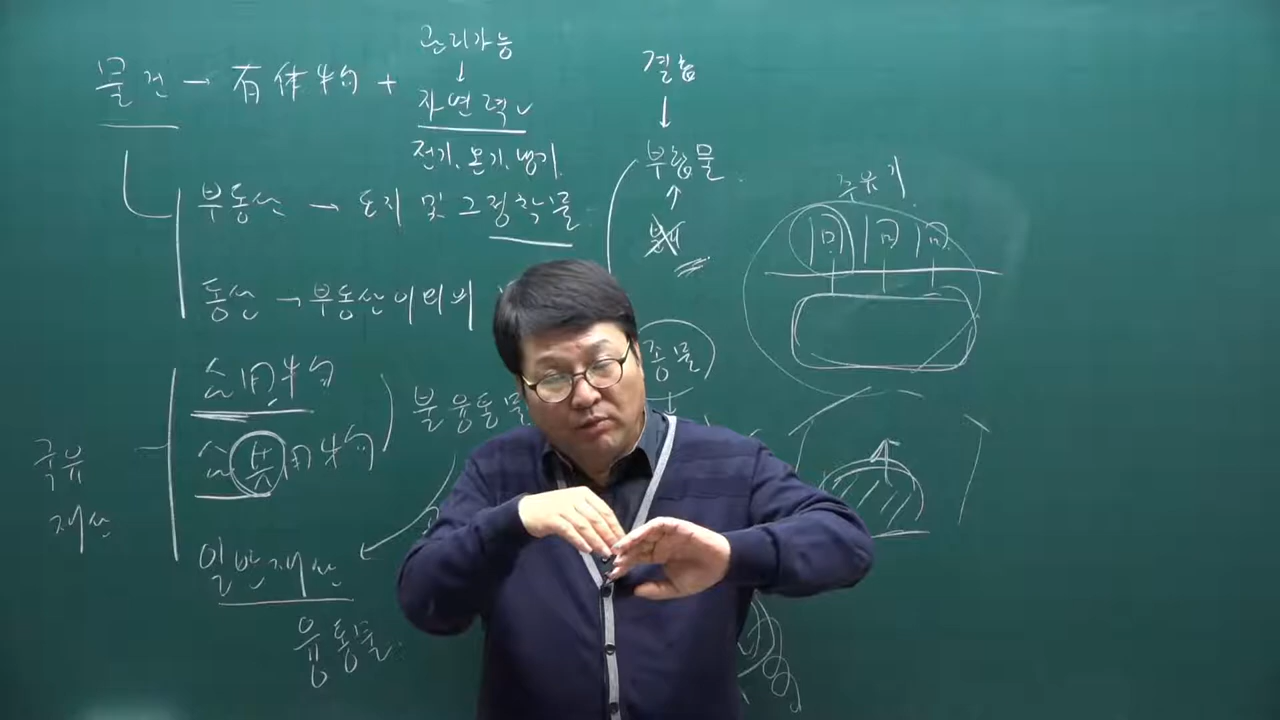 관리가능
↓
물건 → 有体物 + 자연력
전기. 온기. 냉기.
부동산 → 토지 및 그 정착물
동산 → 부동산 이외의
公用物
公共用物
불융통물
국유
재산
일반재산
융통물
결합
↓
부합물
↑
종물
↓
주유기